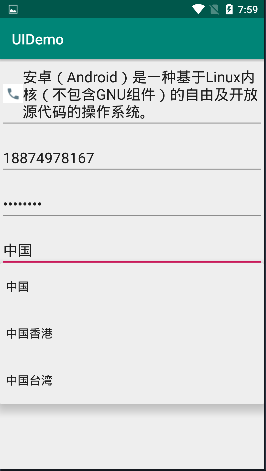 7:59
UIDemo
安卓（Android）是一种基于Linux内
核（不包含GNU组件）的自由及开放
源代码的操作系统。
18874978167
••••••••
中国
中国
中国香港
中国台湾